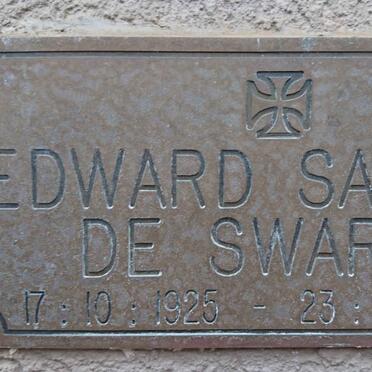 EDWARD SA
DE SWAR
17 : 10 : 1925 - 23 :